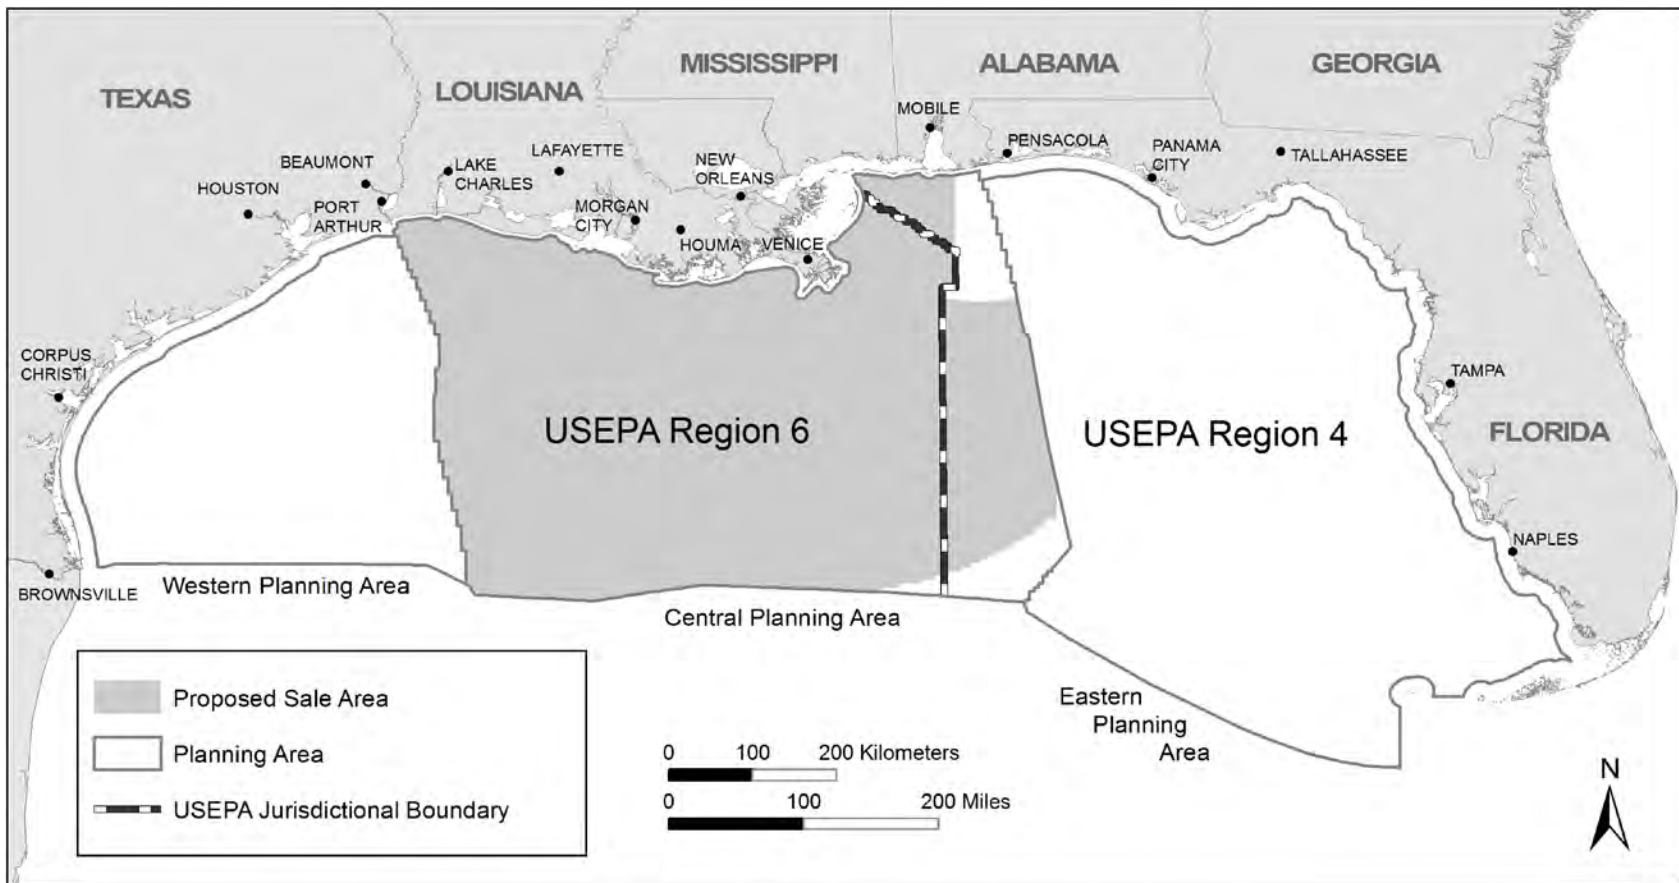 MISSISSIPPI
ALABAMA
GEORGIA
TEXAS
LOUISIANA
MOBILE
PENSACOLA
PANAMA
CITY
TALLAHASSEE
BEAUMONT
LAKE
CHARLES
LAFAYETTE
NEW
ORLEANS
HOUSTON
PORT
ARTHUR
MORGAN
CITY
HOUMA
VENICE
CORPUS
CHRISTI
TAMPA
USEPA Region 6
USEPA Region 4
FLORIDA
NAPLES
BROWNSVILLE
Western Planning Area
Central Planning Area
Eastern
Planning
Area
Proposed Sale Area
Planning Area
USEPA Jurisdictional Boundary
0 100 200 Kilometers
0 100 200 Miles
N